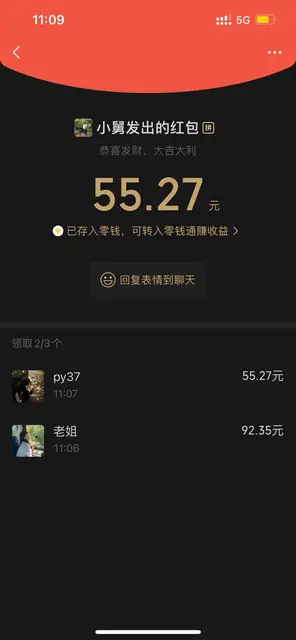 11:09
5G
小舅发出的红包 拼
恭喜发财，大吉大利
55.27 元
已存入零钱，可转入零钱通赚收益
回复表情到聊天
领取2/3个
py37
55.27元
11:07
老姐
92.35元
11:06